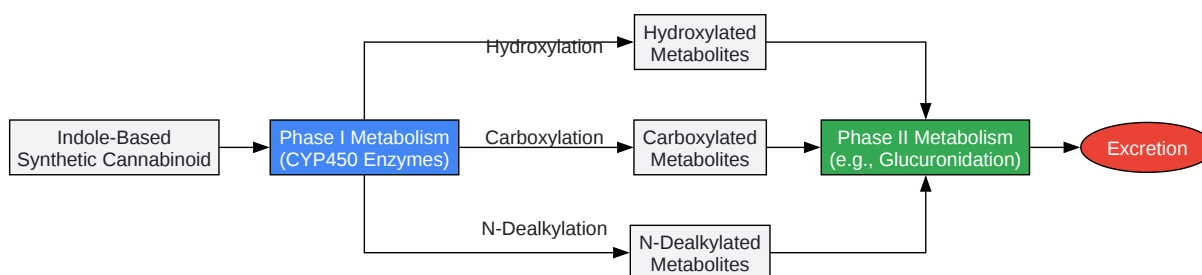 Indole-Based
Synthetic Cannabinoid
Phase I Metabolism
(CYP450 Enzymes)
Hydroxylation
Hydroxylated
Metabolites
Carboxylation
Carboxylated
Metabolites
N-Dealkylation
N-Dealkylated
Metabolites
Phase II Metabolism
(e.g., Glucuronidation)
Excretion